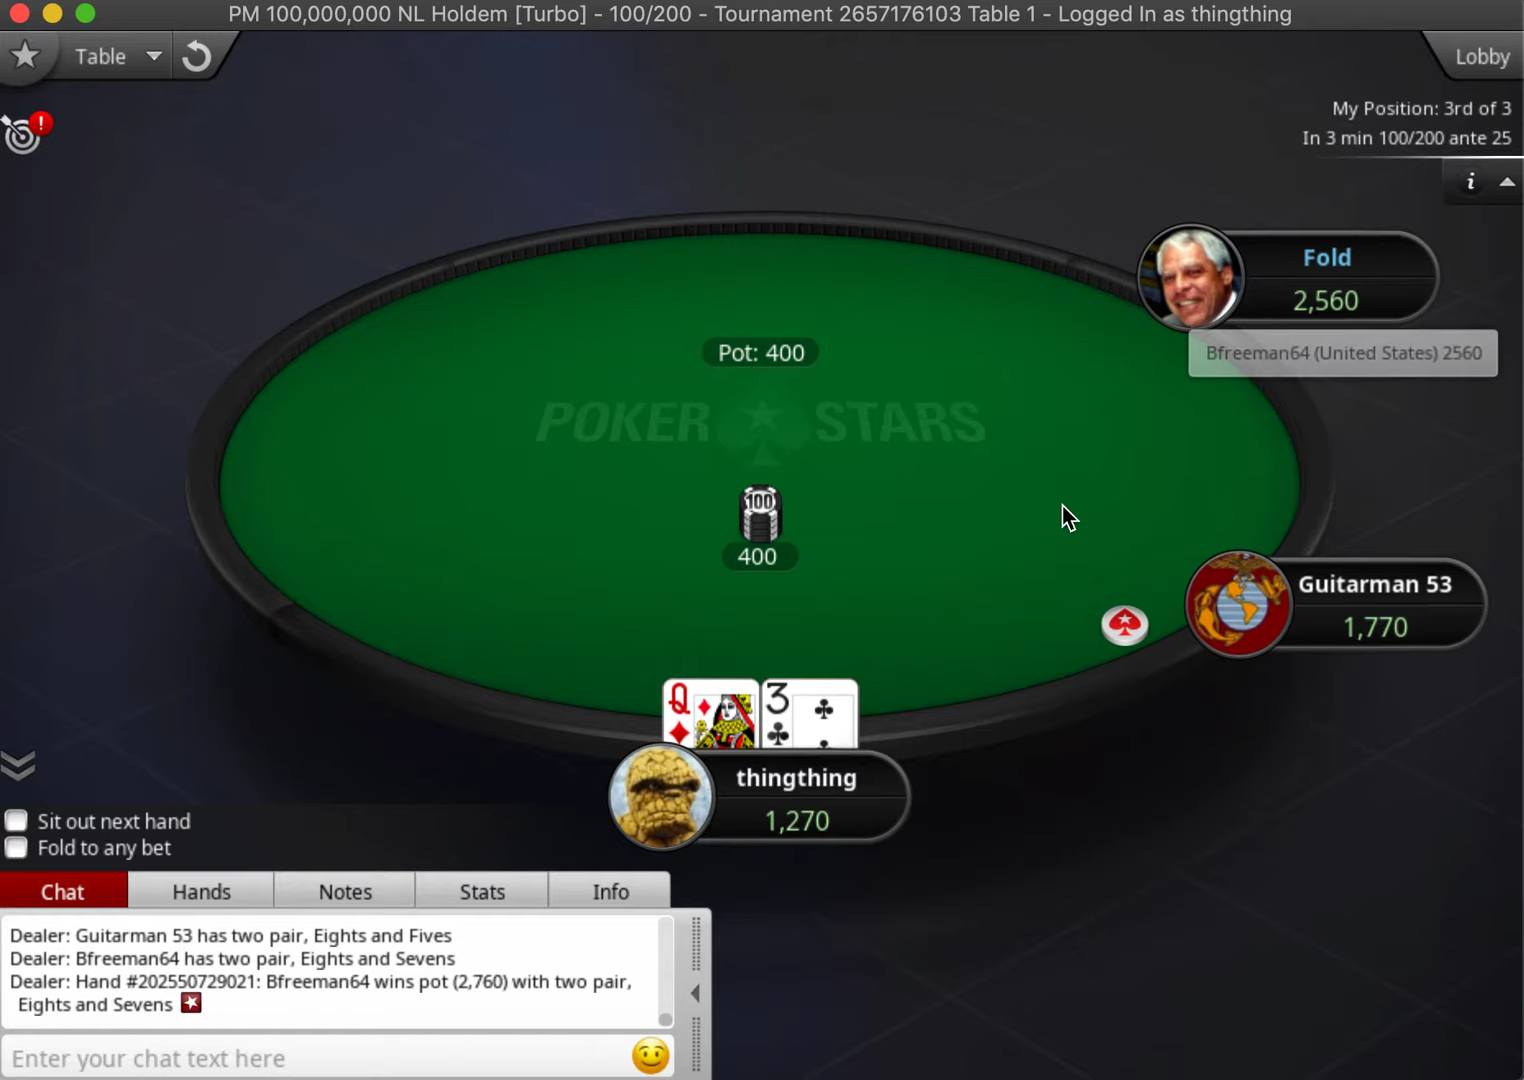 PM 100,000,000 NL Holdem [Turbo] - 100/200 - Tournament 2657176103 Table 1 - Logged In as thingthing
Table
Lobby
My Position: 3rd of 3
In 3 min 100/200 ante 25
i
Fold
2,560
Bfreeman64 (United States) 2560
Pot: 400
POKER STARS
100
400
Guitarman 53
1,770
Q
3
thingthing
1,270
Sit out next hand
Fold to any bet
Chat
Hands
Notes
Stats
Info
Dealer: Guitarman 53 has two pair, Eights and Fives
Dealer: Bfreeman64 has two pair, Eights and Sevens
Dealer: Hand #202550729021: Bfreeman64 wins pot (2,760) with two pair,
Eights and Sevens
Enter your chat text here